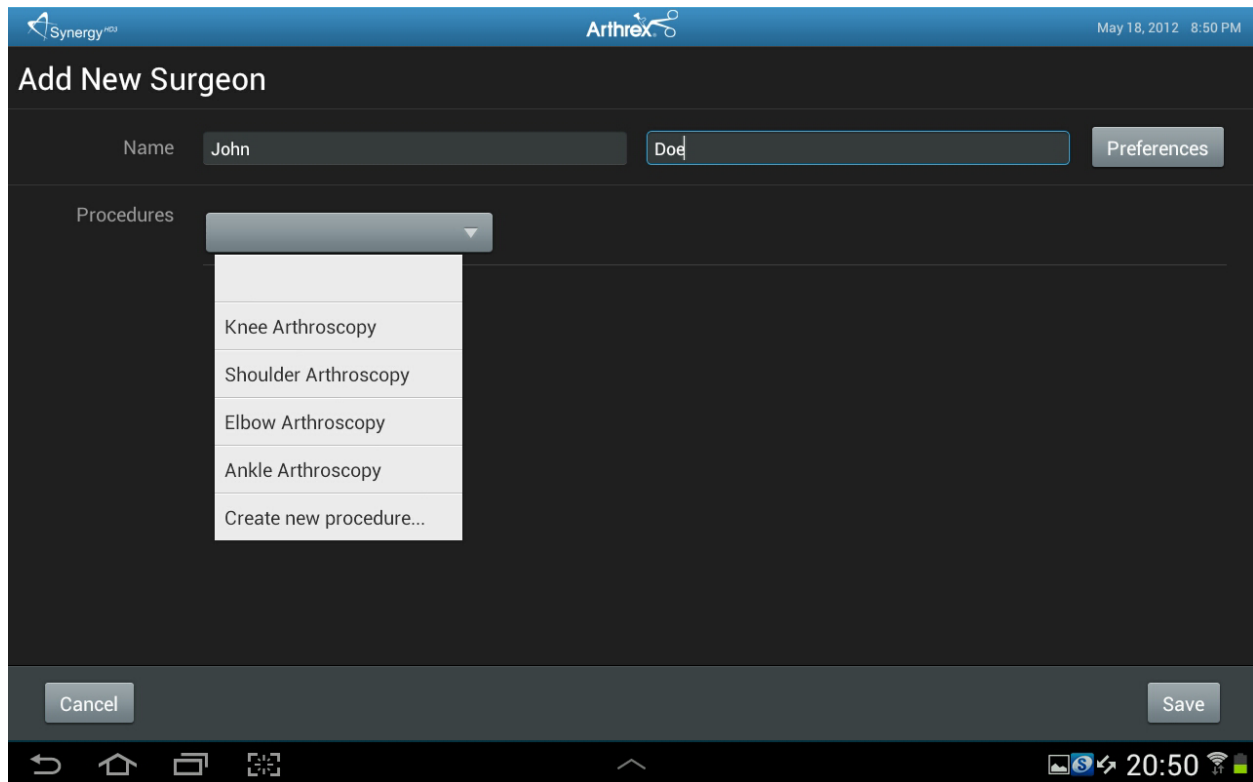 Synergy HD3 Arthrex May 18, 2012 8:50 PM
Add New Surgeon
Name John Doe Preferences
Procedures
Knee Arthroscopy
Shoulder Arthroscopy
Elbow Arthroscopy
Ankle Arthroscopy
Create new procedure...
Cancel Save
20:50